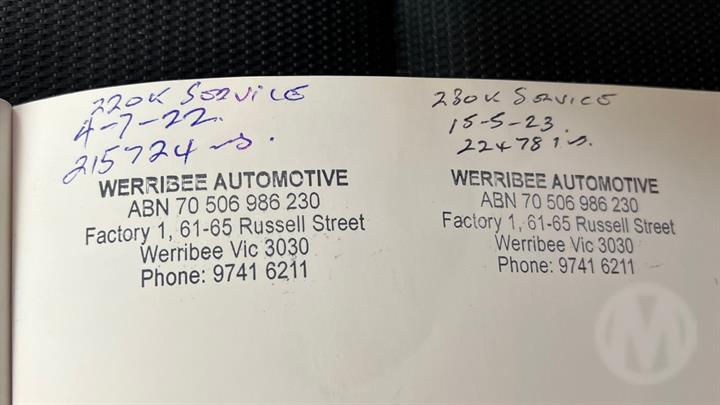 220K SERVICE
4-7-22.
215724 KMS.
WERRIBEE AUTOMOTIVE
ABN 70 506 986 230
Factory 1, 61-65 Russell Street
Werribee Vic 3030
Phone: 9741 6211
230K SERVICE
15-5-23.
224781
WERRIBEE AUTOMOTIVE
ABN 70 506 986 230
Factory 1, 61-65 Russell Street
Werribee Vic 3030
Phone: 9741 6211
M